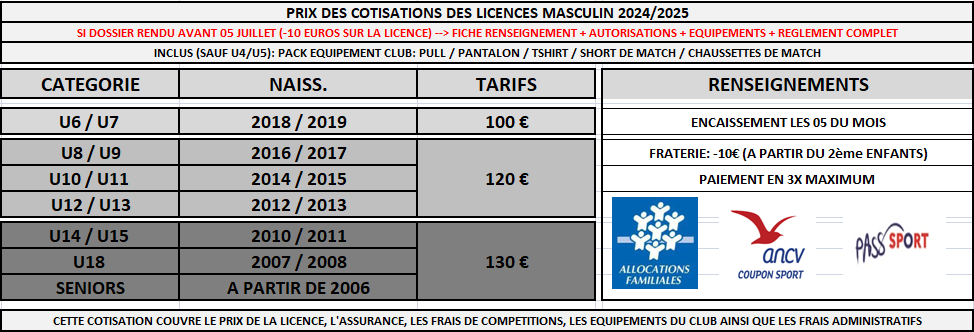 PRIX DES COTISATIONS DES LICENCES MASCULIN 2024/2025
SI DOSSIER RENDU AVANT 05 JUILLET (-10 EUROS SUR LA LICENCE) --> FICHE RENSEIGNEMENT + AUTORISATIONS + EQUIPEMENTS + REGLEMENT COMPLET
INCLUS (SAUF U4/U5): PACK EQUIPEMENT CLUB: PULL / PANTALON / TSHIRT / SHORT DE MATCH / CHAUSSETTES DE MATCH
CATEGORIE NAISS. TARIFS
U6 / U7 2018 / 2019 100 €
U8 / U9 2016 / 2017
U10 / U11 2014 / 2015 120 €
U12 / U13 2012 / 2013
U14 / U15 2010 / 2011
U18 2007 / 2008 130 €
SENIORS A PARTIR DE 2006
RENSEIGNEMENTS
ENCAISSEMENT LES 05 DU MOIS
FRATERIE: -10€ (A PARTIR DU 2ème ENFANTS)
PAIEMENT EN 3X MAXIMUM
ALLOCATIONS
FAMILIALES
ancv
COUPON SPORT
PASS SPORT
CETTE COTISATION COUVRE LE PRIX DE LA LICENCE, L'ASSURANCE, LES FRAIS DE COMPETITIONS, LES EQUIPEMENTS DU CLUB AINSI QUE LES FRAIS ADMINISTRATIFS